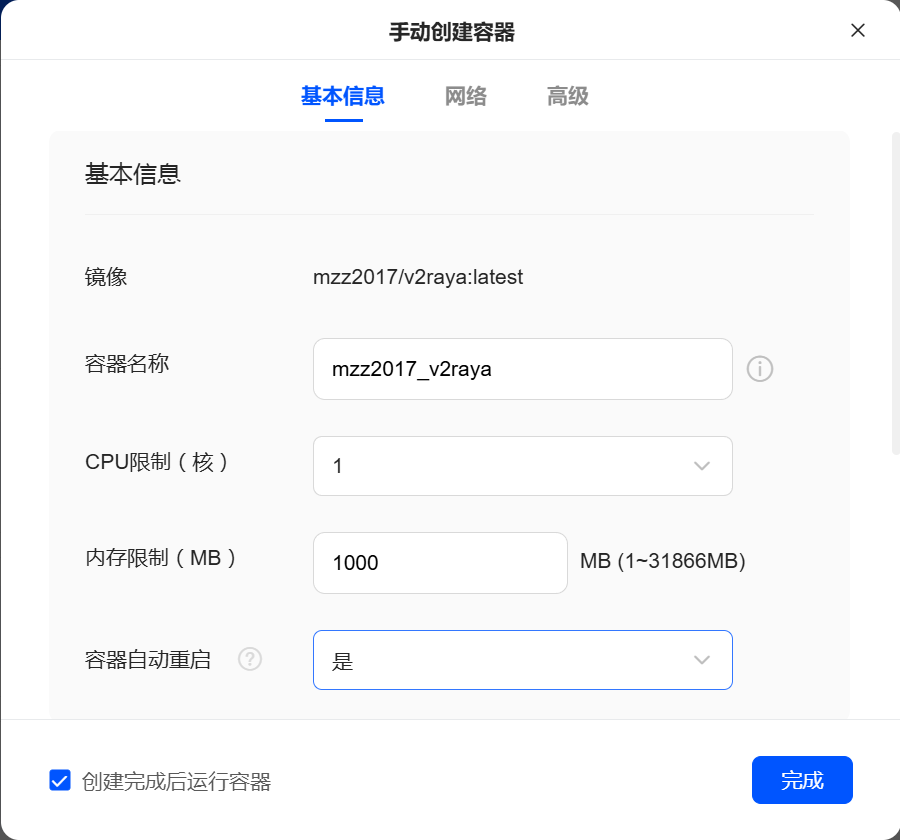 手动创建容器
基本信息 网络 高级
基本信息
镜像 mzz2017/v2raya:latest
容器名称 mzz2017_v2raya
CPU限制（核） 1
内存限制（MB） 1000 MB (1~31866MB)
容器自动重启 是
创建完成后运行容器 完成